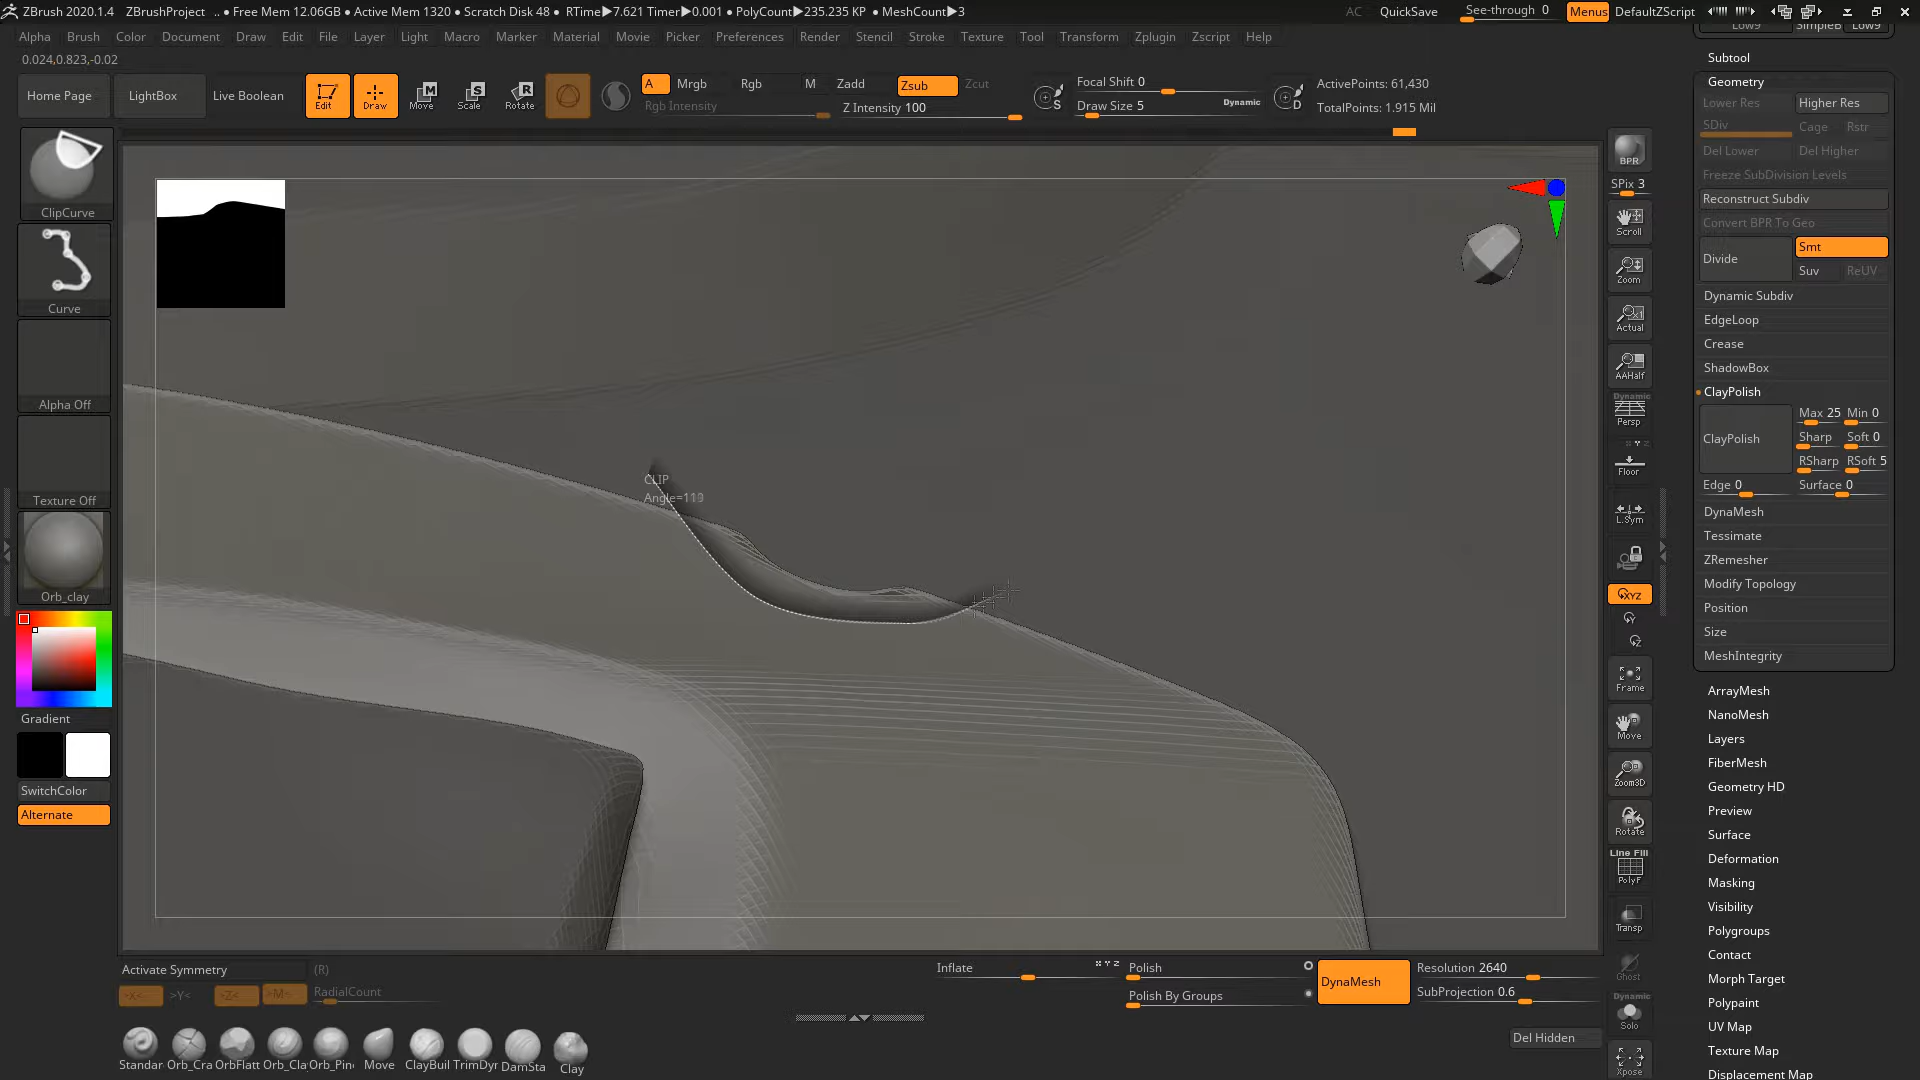 ZBrush 2020.1.4 ZBrushProject .. • Free Mem 12.06GB • Active Mem 1320 • Scratch Disk 48 • RTime▶7.621 Timer▶0.001 • PolyCount▶235.235 KP • MeshCount▶3 AC QuickSave See-through 0 Menus DefaultZScript
Alpha Brush Color Document Draw Edit File Layer Light Macro Marker Material Movie Picker Preferences Render Stencil Stroke Texture Tool Transform Zplugin Zscript Help
0.024,0.823,-0.02
Home Page LightBox Live Boolean Edit Draw Move Scale Rotate
A Mrgb Rgb M Zadd Zsub Zcut
Rgb Intensity Z Intensity 100
Focal Shift 0
Draw Size 5 Dynamic
S D
ActivePoints: 61,430
TotalPoints: 1.915 Mil
ClipCurve
Curve
Alpha Off
Texture Off
Orb_clay
Gradient
SwitchColor
Alternate
CLIP
Angle=119
BPR
SPix 3
Scroll
Zoom
Actual
AAHalf
Dynamic
Persp
Floor
L.Sym
XYZ
Frame
Move
Zoom3D
Rotate
Line Fill
PolyF
Transp
Ghost
Dynamic
Solo
Xpose
Low9 SimpleB Low9
Subtool
Geometry
Lower Res Higher Res
SDiv Cage Rstr
Del Lower Del Higher
Freeze SubDivision Levels
Reconstruct Subdiv
Convert BPR To Geo
Divide Smt
Suv ReUV
Dynamic Subdiv
EdgeLoop
Crease
ShadowBox
ClayPolish
ClayPolish Max 25 Min 0
Sharp Soft 0
RSharp RSoft 5
Edge 0 Surface 0
DynaMesh
Tessimate
ZRemesher
Modify Topology
Position
Size
MeshIntegrity
ArrayMesh
NanoMesh
Layers
FiberMesh
Geometry HD
Preview
Surface
Deformation
Masking
Visibility
Polygroups
Contact
Morph Target
Polypaint
UV Map
Texture Map
Displacement Map
Activate Symmetry (R)
>X< >Y< >Z< >M< RadialCount
Inflate X Y Z Polish
Polish By Groups
DynaMesh Resolution 2640
SubProjection 0.6
Del Hidden
Standar Orb_Cra OrbFlatt Orb_Cla Orb_Pin Move ClayBuil TrimDyr DamSta Clay